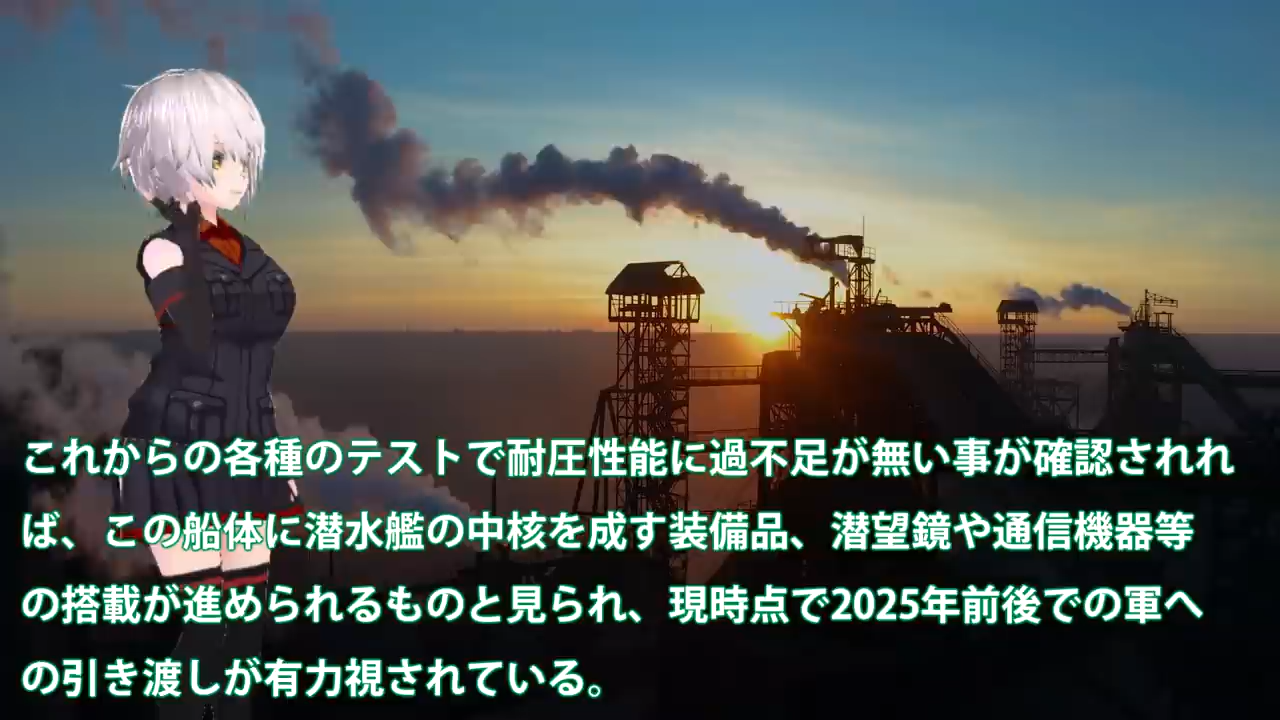 これからの各種のテストで耐圧性能に過不足が無い事が確認されれ
ば、この船体に潜水艦の中核を成す装備品、潜望鏡や通信機器等
の搭載が進められるものと見られ、現時点で2025年前後での軍へ
の引き渡しが有力視されている。